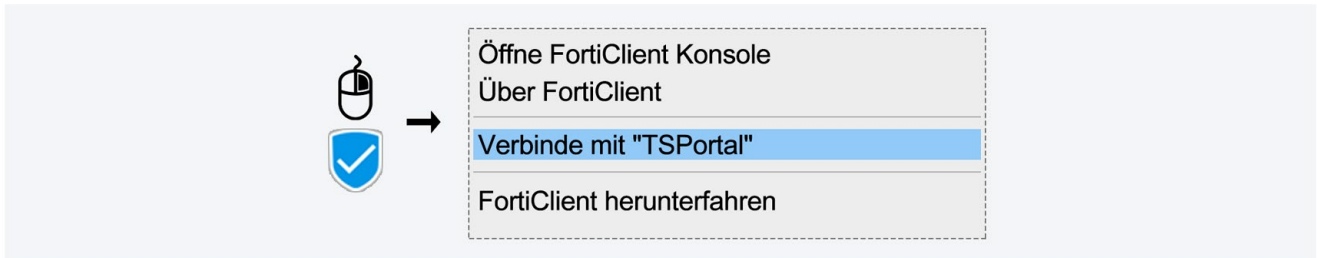 Öffne FortiClient Konsole
Über FortiClient
Verbinde mit "TSPortal"
FortiClient herunterfahren